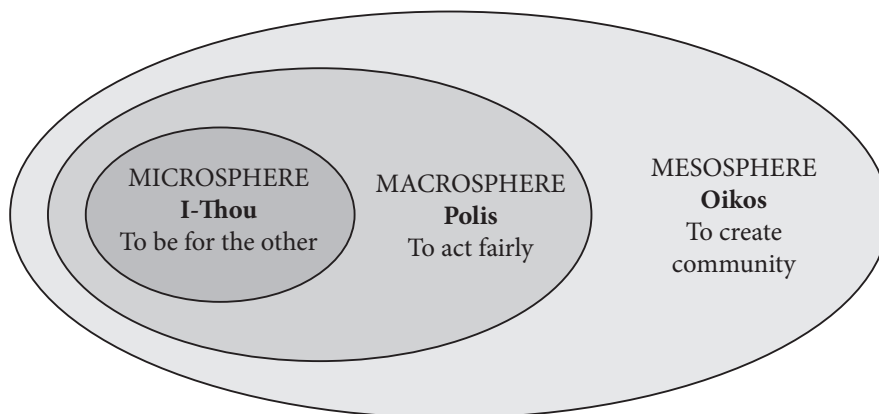 MICROSPHERE
I-Thou
To be for the other
MACROSPHERE
Polis
To act fairly
MESOSPHERE
Oikos
To create
community